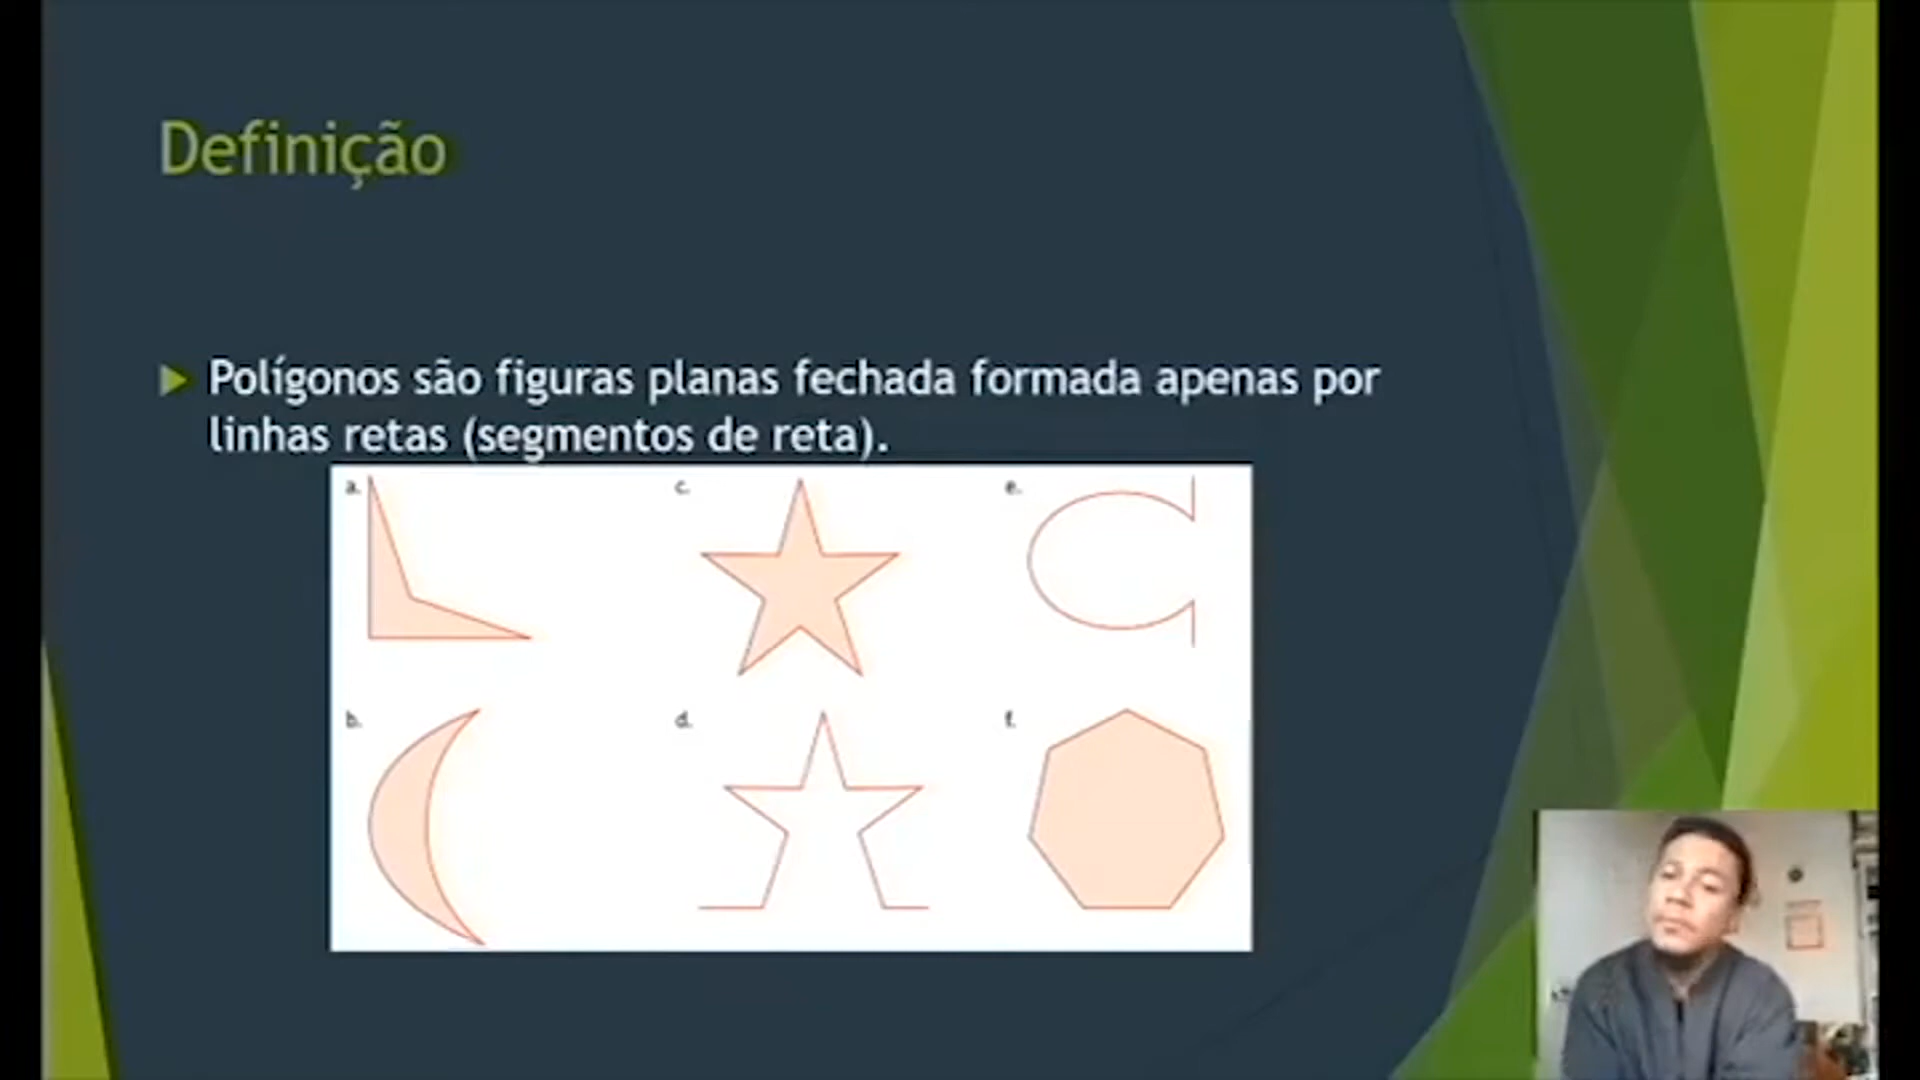 Definição
Polígonos são figuras planas fechada formada apenas por
linhas retas (segmentos de reta).
a.
c.
e.
b.
d.
f.